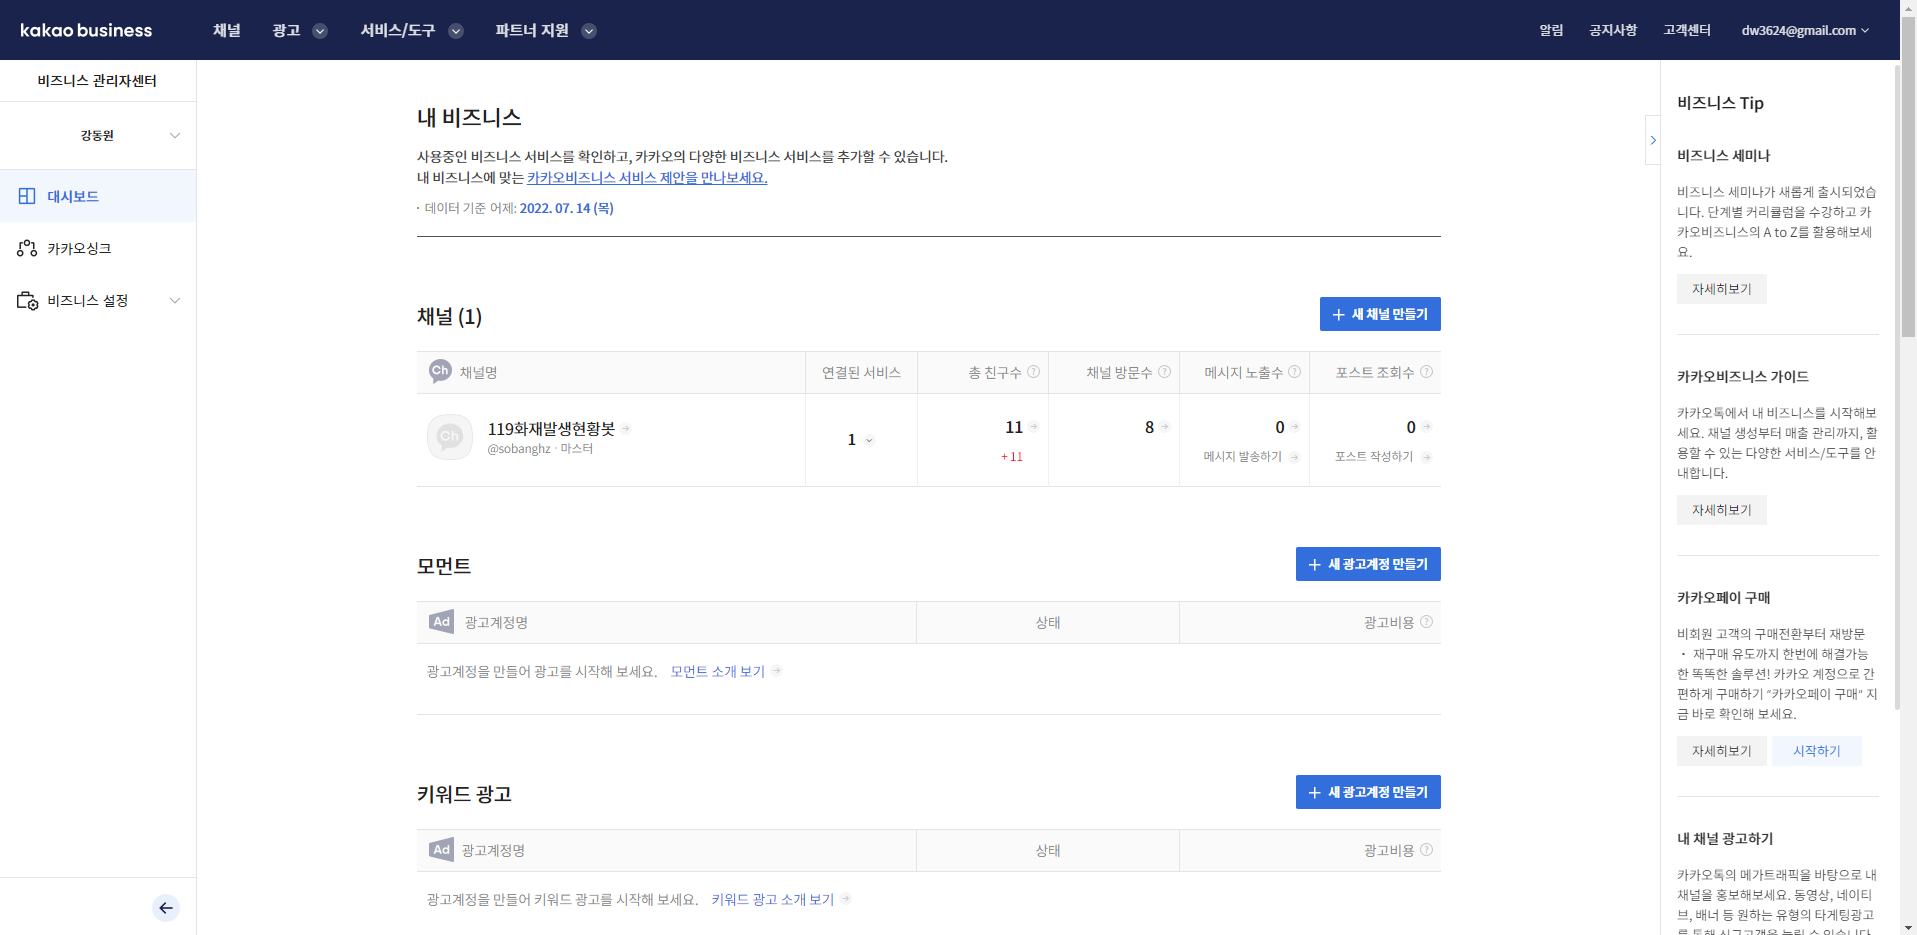 kakao business
채널
광고
서비스/도구
파트너 지원
알림
공지사항
고객센터
dw3624@gmail.com
비즈니스 관리자센터
강동원
대시보드
카카오싱크
비즈니스 설정
내 비즈니스
사용중인 비즈니스 서비스를 확인하고, 카카오의 다양한 비즈니스 서비스를 추가할 수 있습니다.
내 비즈니스에 맞는 카카오비즈니스 서비스 제안을 만나보세요.
· 데이터 기준 어제: 2022. 07. 14 (목)
채널 (1)
+ 새 채널 만들기
Ch 채널명
연결된 서비스
총 친구수 ?
채널 방문수 ?
메시지 노출수 ?
포스트 조회수 ?
Ch
119화재발생현황봇
@sobanghz · 마스터
1
11
+ 11
8
0
메시지 발송하기
0
포스트 작성하기
모먼트
+ 새 광고계정 만들기
Ad 광고계정명
상태
광고비용 ?
광고계정을 만들어 광고를 시작해 보세요. 모먼트 소개 보기
키워드 광고
+ 새 광고계정 만들기
Ad 광고계정명
상태
광고비용 ?
광고계정을 만들어 키워드 광고를 시작해 보세요. 키워드 광고 소개 보기
비즈니스 Tip
비즈니스 세미나
비즈니스 세미나가 새롭게 출시되었습
니다. 단계별 커리큘럼을 수강하고 카
카오비즈니스의 A to Z를 활용해보세
요.
자세히보기
카카오비즈니스 가이드
카카오톡에서 내 비즈니스를 시작해보
세요. 채널 생성부터 매출 관리까지, 활
용할 수 있는 다양한 서비스/도구를 안
내합니다.
자세히보기
카카오페이 구매
비회원 고객의 구매전환부터 재방문
・ 재구매 유도까지 한번에 해결가능
한 똑똑한 솔루션! 카카오 계정으로 간
편하게 구매하기 “카카오페이 구매” 지
금 바로 확인해 보세요.
자세히보기
시작하기
내 채널 광고하기
카카오톡의 메가트래픽을 바탕으로 내
채널을 홍보해보세요. 동영상, 네이티
브, 배너 등 원하는 유형의 타게팅광고
를 통해 신규고객을 늘릴 수 있습니다